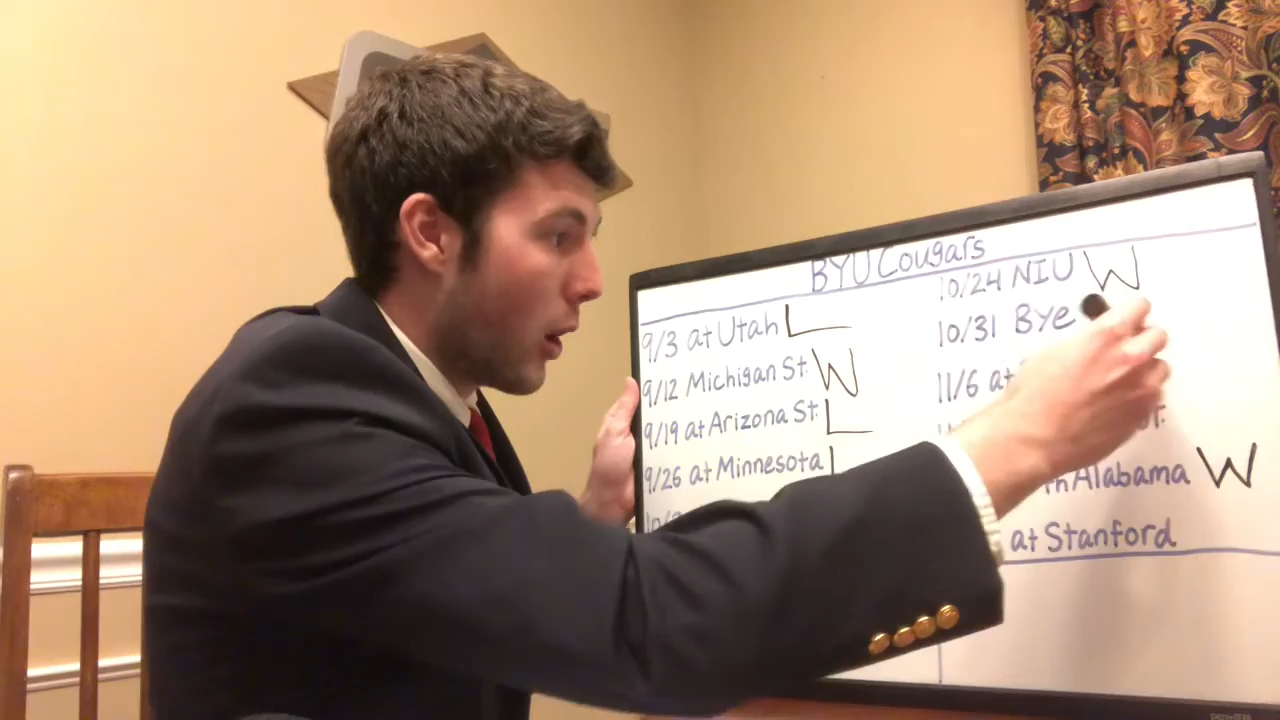 BYU Cougars
9/3 at Utah L
9/12 Michigan St. W
9/19 at Arizona St. L
9/26 at Minnesota L
10/24 NIU W
10/31 Bye
11/6 at
Alabama W
at Stanford